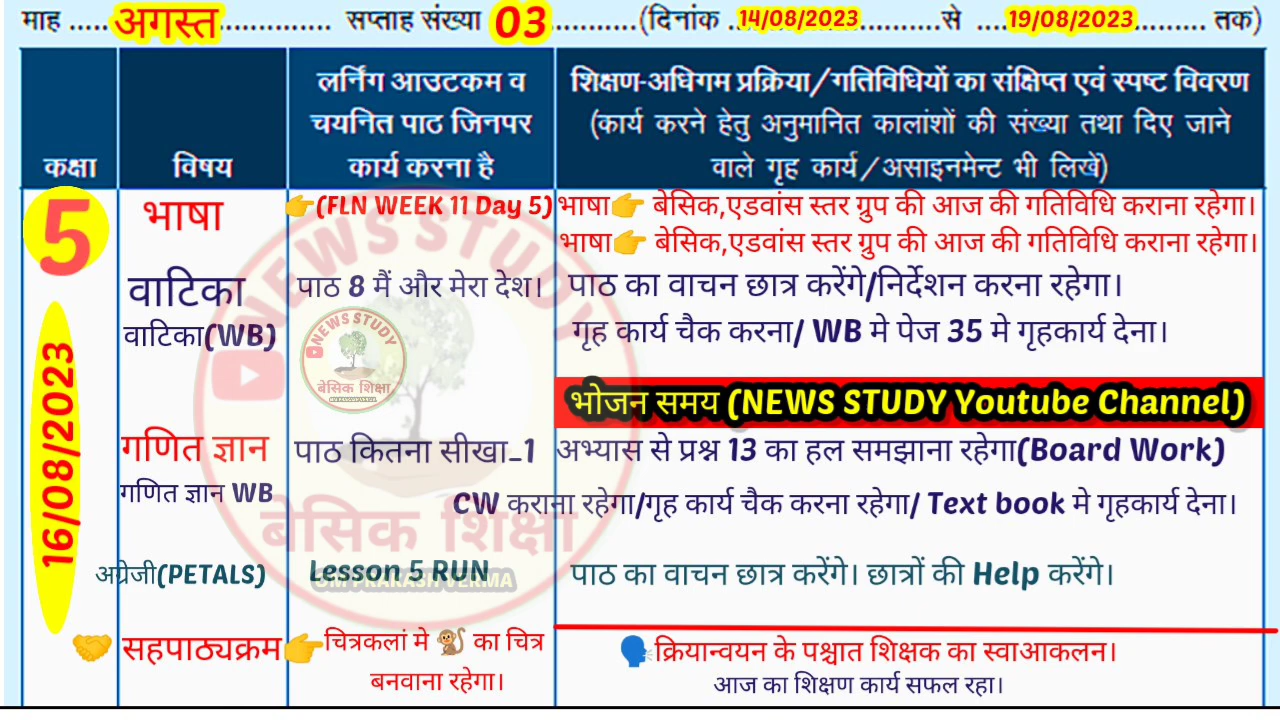 माह .....अगस्त................ सप्ताह संख्या 03 ...........(दिनांक ..14/08/2023...........से ....19/08/2023......... तक)
कक्षा
विषय
लर्निंग आउटकम व
चयनित पाठ जिनपर
कार्य करना है
शिक्षण-अधिगम प्रक्रिया/गतिविधियों का संक्षिप्त एवं स्पष्ट विवरण
(कार्य करने हेतु अनुमानित कालांशों की संख्या तथा दिए जाने
वाले गृह कार्य/असाइनमेन्ट भी लिखें)
5
16/08/2023
भाषा
👉(FLN WEEK 11 Day 5)
भाषा👉 बेसिक,एडवांस स्तर ग्रुप की आज की गतिविधि कराना रहेगा।
भाषा👉 बेसिक,एडवांस स्तर ग्रुप की आज की गतिविधि कराना रहेगा।
वाटिका
पाठ 8 मैं और मेरा देश।
पाठ का वाचन छात्र करेंगे/निर्देशन करना रहेगा।
वाटिका(WB)
गृह कार्य चैक करना/ WB मे पेज 35 मे गृहकार्य देना।
NEWS STUDY
बेसिक शिक्षा
भोजन समय (NEWS STUDY Youtube Channel)
गणित ज्ञान
पाठ कितना सीखा-1
अभ्यास से प्रश्न 13 का हल समझाना रहेगा(Board Work)
गणित ज्ञान WB
CW कराना रहेगा/गृह कार्य चैक करना रहेगा/ Text book मे गृहकार्य देना।
NEWS STUDY
बेसिक शिक्षा
OM PRAKASH VERMA
अग्रेजी(PETALS)
Lesson 5 RUN
पाठ का वाचन छात्र करेंगे। छात्रों की Help करेंगे।
🤝 सहपाठ्यक्रम
👉चित्रकलां मे 🐒 का चित्र
बनवाना रहेगा।
🗣️क्रियान्वयन के पश्चात शिक्षक का स्वाआकलन।
आज का शिक्षण कार्य सफल रहा।